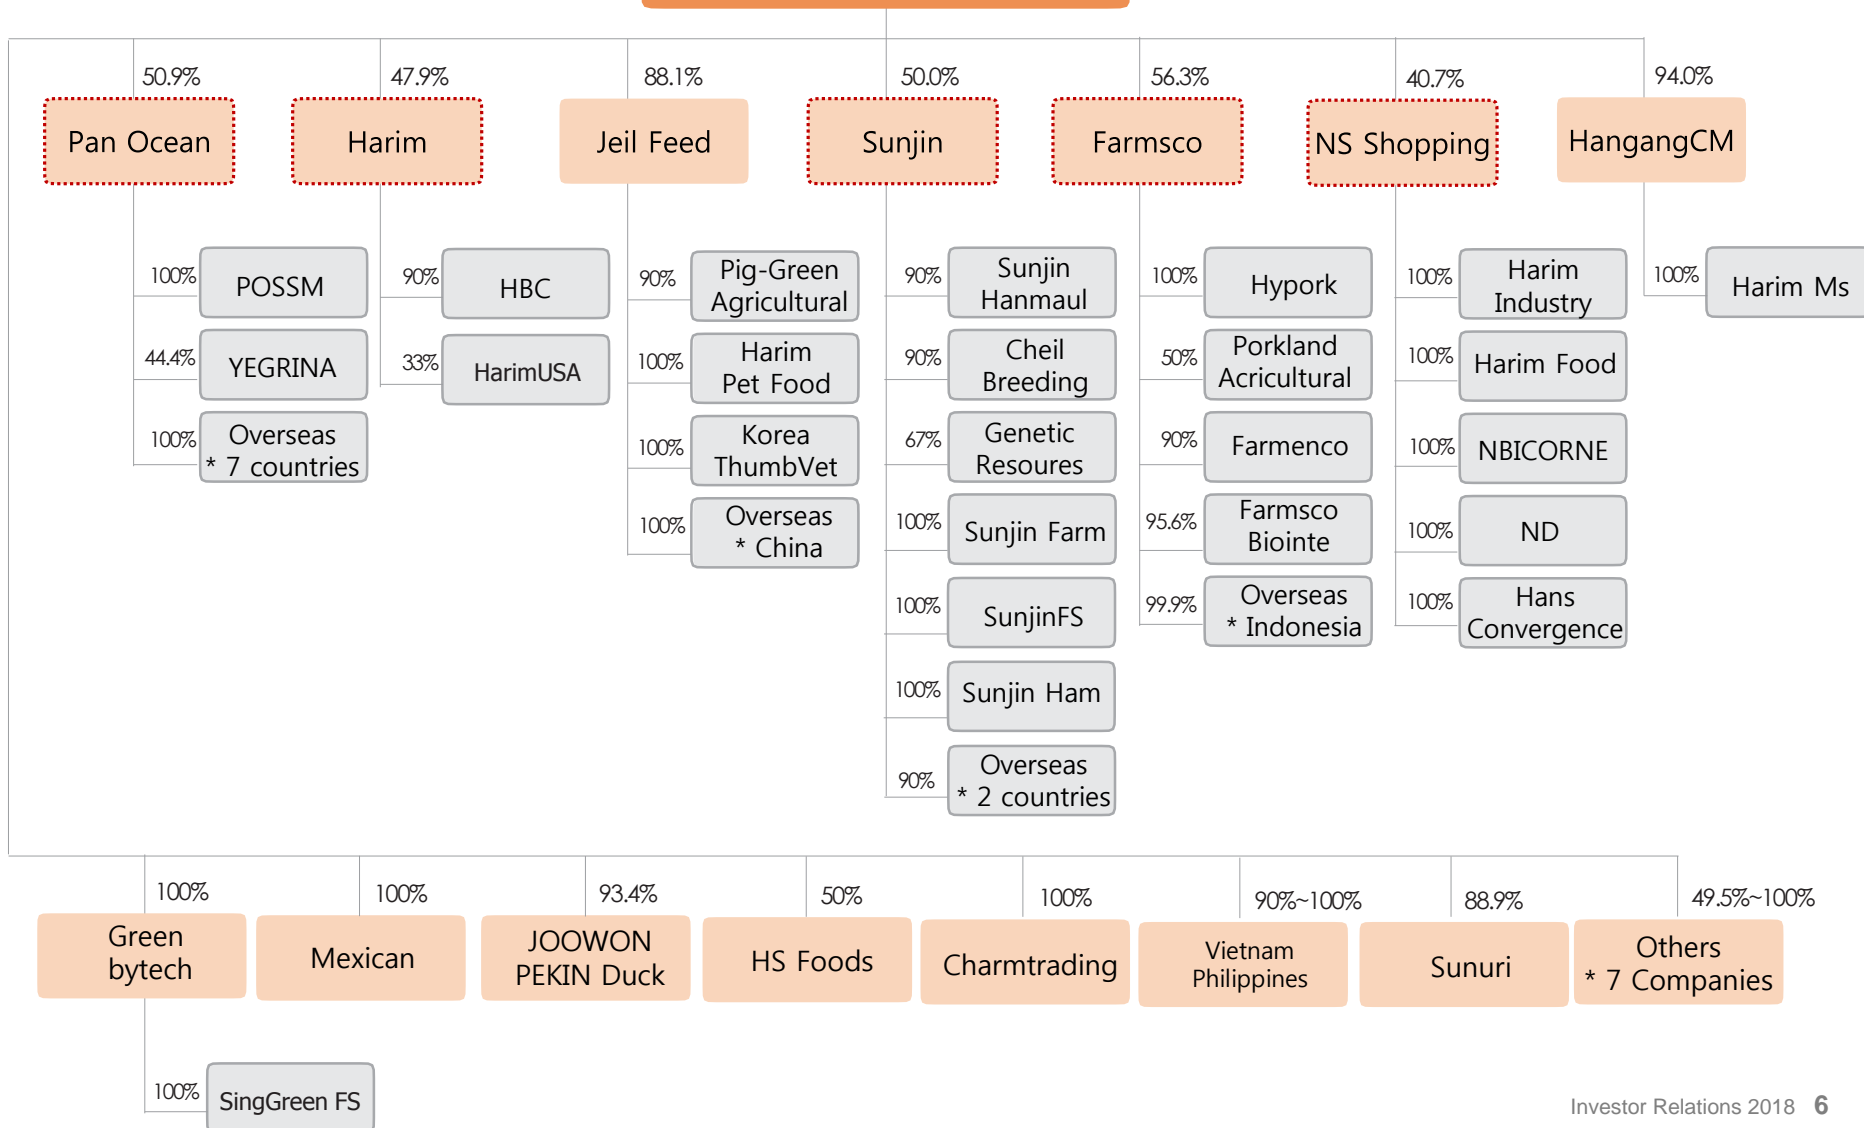 50.9%
47.9%
88.1%
50.0%
56.3%
40.7%
94.0%
Pan Ocean
Harim
Jeil Feed
Sunjin
Farmsco
NS Shopping
HangangCM
100%
POSSM
44.4%
YEGRINA
100%
Overseas
* 7 countries
90%
HBC
33%
HarimUSA
90%
Pig-Green
Agricultural
100%
Harim
Pet Food
100%
Korea
ThumbVet
100%
Overseas
* China
90%
Sunjin
Hanmaul
90%
Cheil
Breeding
67%
Genetic
Resoures
100%
Sunjin Farm
100%
SunjinFS
100%
Sunjin Ham
90%
Overseas
* 2 countries
100%
Hypork
50%
Porkland
Acricultural
90%
Farmenco
95.6%
Farmsco
Biointe
99.9%
Overseas
* Indonesia
100%
Harim
Industry
100%
Harim Food
100%
NBICORNE
100%
ND
100%
Hans
Convergence
100%
Harim Ms
100%
100%
93.4%
50%
100%
90%~100%
88.9%
49.5%~100%
Green
bytech
Mexican
JOOWON
PEKIN Duck
HS Foods
Charmtrading
Vietnam
Philippines
Sunuri
Others
* 7 Companies
100%
SingGreen FS
Investor Relations 2018 6